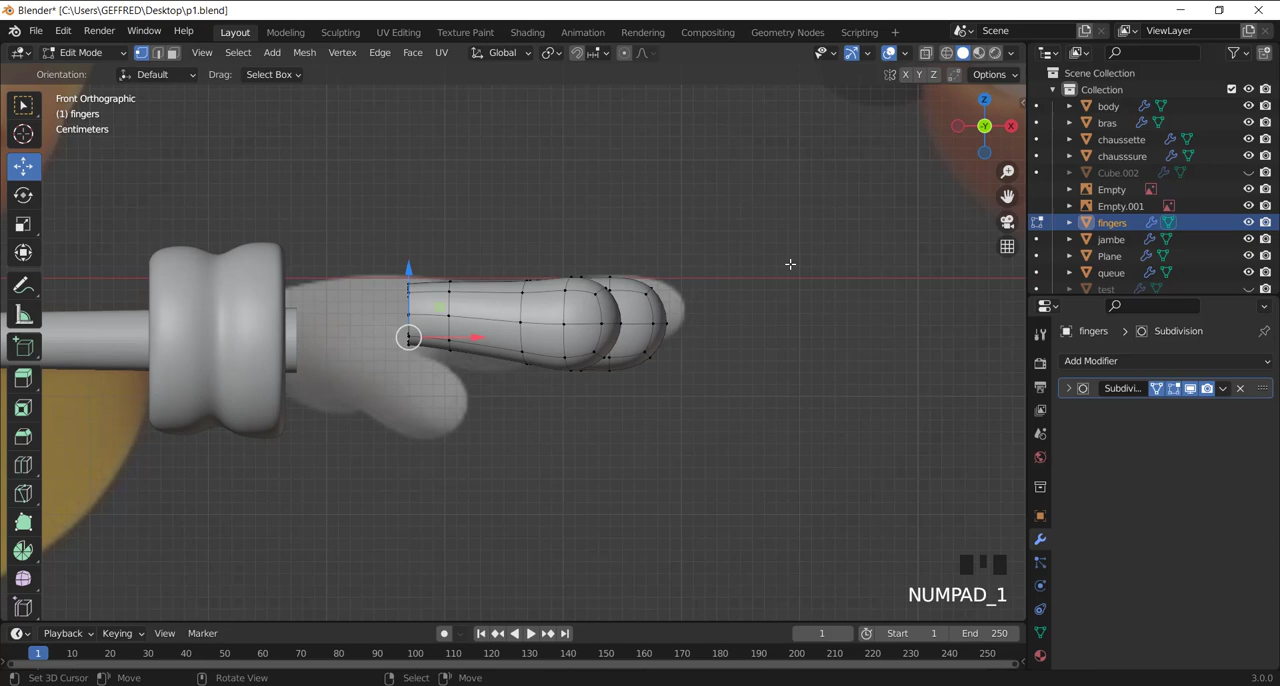 Blender* [C:\Users\GEFFRED\Desktop\p1.blend]
File Edit Render Window Help Layout Modeling Sculpting UV Editing Texture Paint Shading Animation Rendering Compositing Geometry Nodes Scripting + Scene ViewLayer
Edit Mode View Select Add Mesh Vertex Edge Face UV Global
Orientation: Default Drag: Select Box X Y Z Options
Front Orthographic
(1) fingers
Centimeters
Z
-Y X
Scene Collection
Collection
body
bras
chaussette
chausssure
Cube.002
Empty
Empty.001
fingers
jambe
Plane
queue
test
fingers Subdivision
Add Modifier
Subdivi...
NUMPAD_1
Playback Keying View Marker 1 Start 1 End 250
1 10 20 30 40 50 60 70 80 90 100 110 120 130 140 150 160 170 180 190 200 210 220 230 240 250
Set 3D Cursor Move Rotate View Select Move 3.0.0